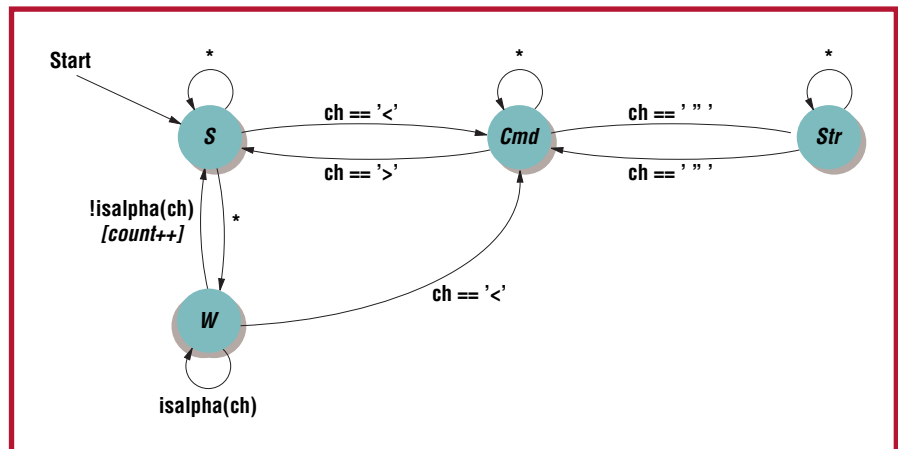 *
*
*
Start
ch == '<'
ch == ' " '
S
Cmd
Str
ch == '>'
ch == ' " '
!isalpha(ch)
[count++]
*
ch == '<'
W
isalpha(ch)